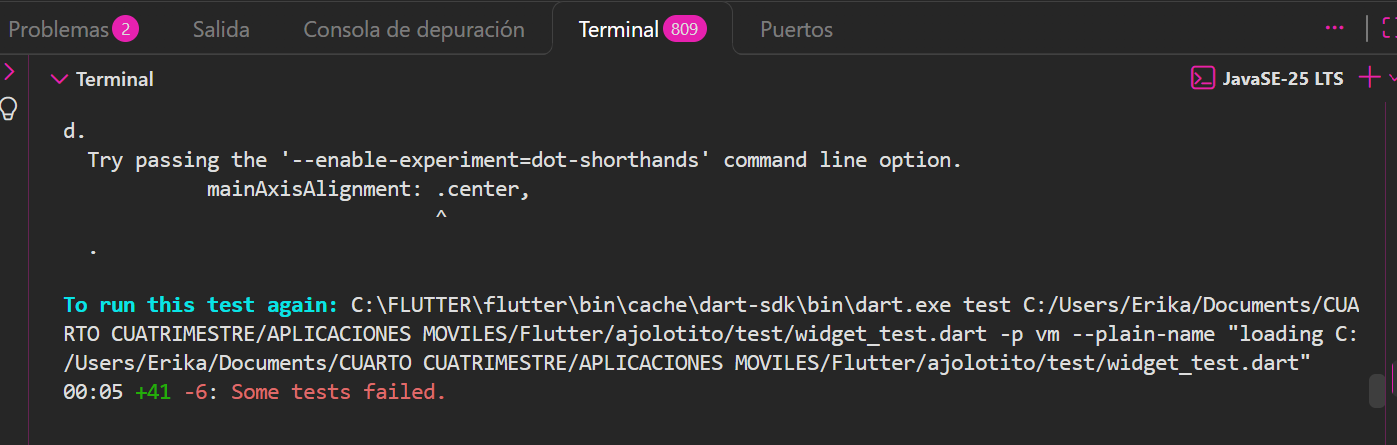 Problemas 2 Salida Consola de depuración Terminal 809 Puertos
Terminal JavaSE-25 LTS
d.
Try passing the '--enable-experiment=dot-shorthands' command line option.
mainAxisAlignment: .center,
^
.
To run this test again: C:\FLUTTER\flutter\bin\cache\dart-sdk\bin\dart.exe test C:/Users/Erika/Documents/CUA
RTO CUATRIMESTRE/APLICACIONES MOVILES/Flutter/ajolotito/test/widget_test.dart -p vm --plain-name "loading C:
/Users/Erika/Documents/CUARTO CUATRIMESTRE/APLICACIONES MOVILES/Flutter/ajolotito/test/widget_test.dart"
00:05 +41 -6: Some tests failed.